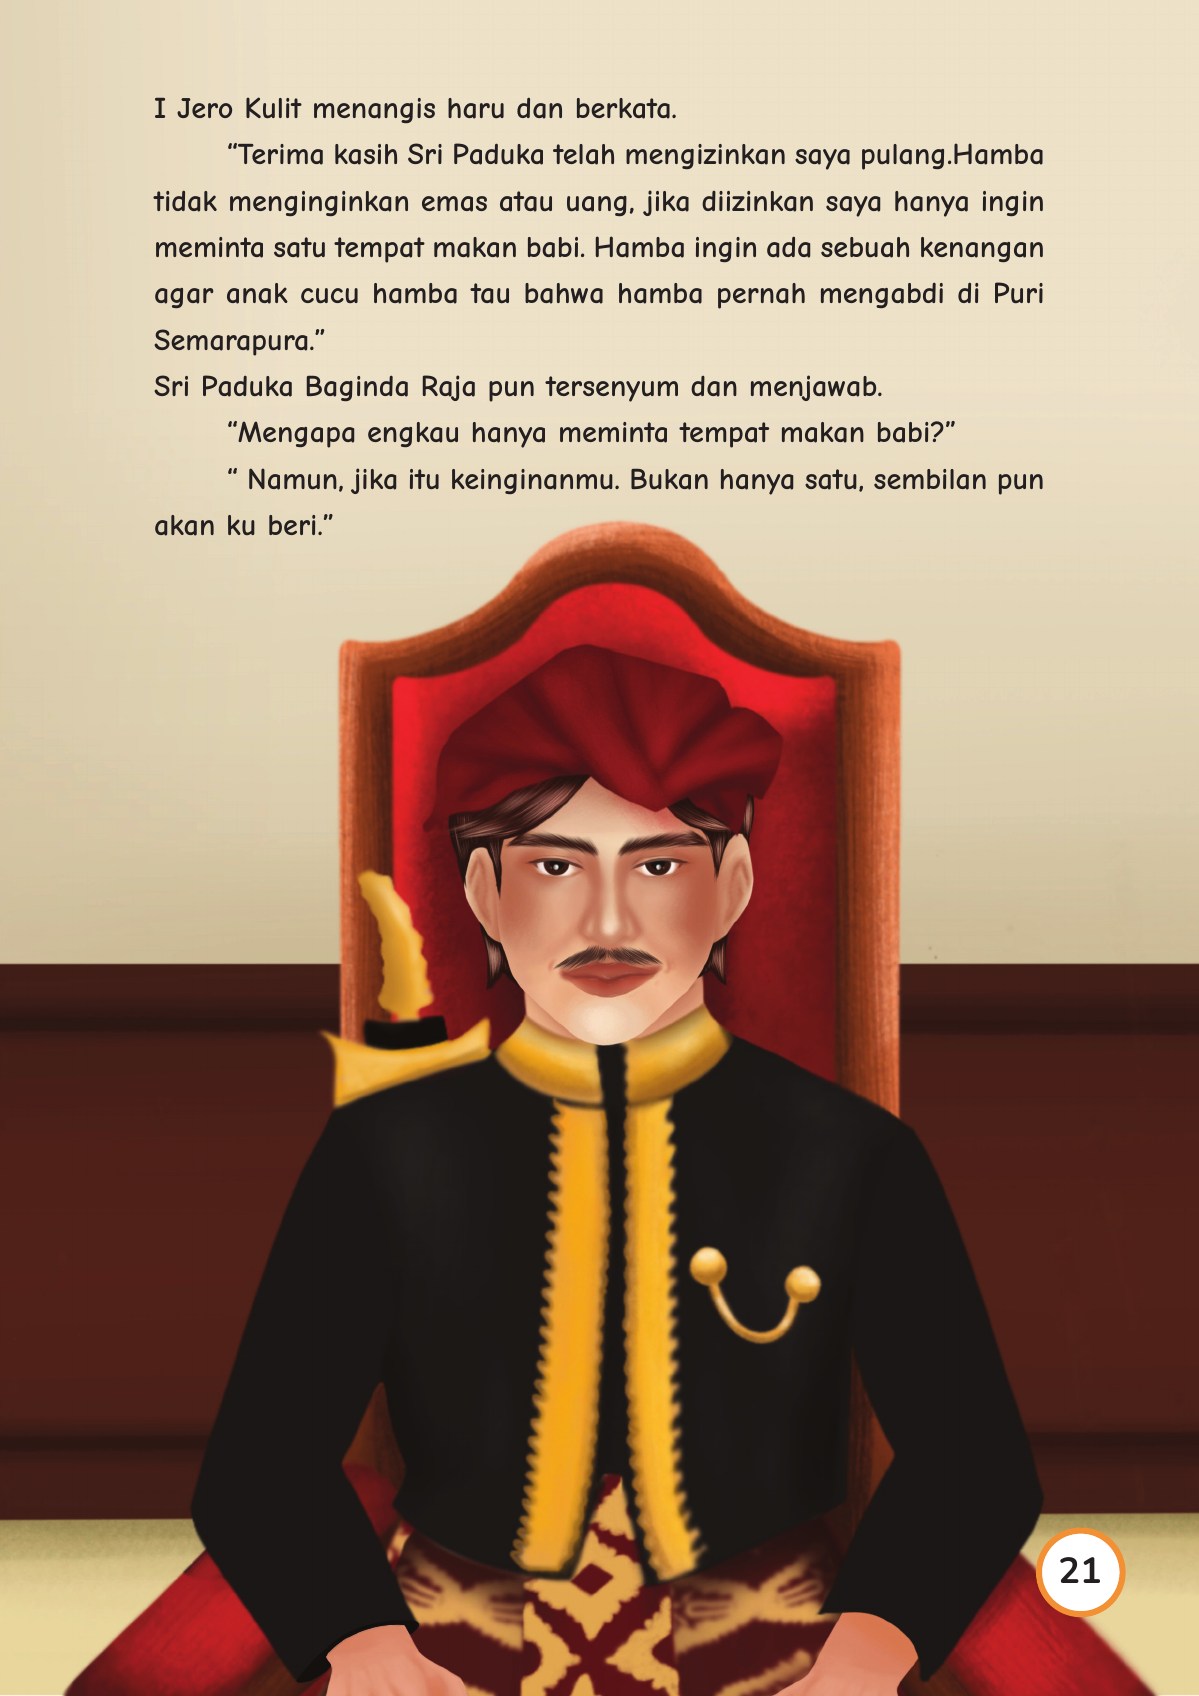 I Jero Kulit menangis haru dan berkata.
“Terima kasih Sri Paduka telah mengizinkan saya pulang.Hamba
tidak menginginkan emas atau uang, jika diizinkan saya hanya ingin
meminta satu tempat makan babi. Hamba ingin ada sebuah kenangan
agar anak cucu hamba tau bahwa hamba pernah mengabdi di Puri
Semarapura.”
Sri Paduka Baginda Raja pun tersenyum dan menjawab.
“Mengapa engkau hanya meminta tempat makan babi?”
“ Namun, jika itu keinginanmu. Bukan hanya satu, sembilan pun
akan ku beri.”
21